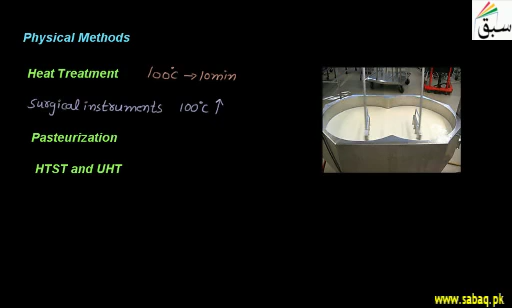 سبق
Physical Methods
Heat Treatment 100°C → 10min
Surgical instruments 100°C ↑
Pasteurization
HTST and UHT
www.sabaq.pk